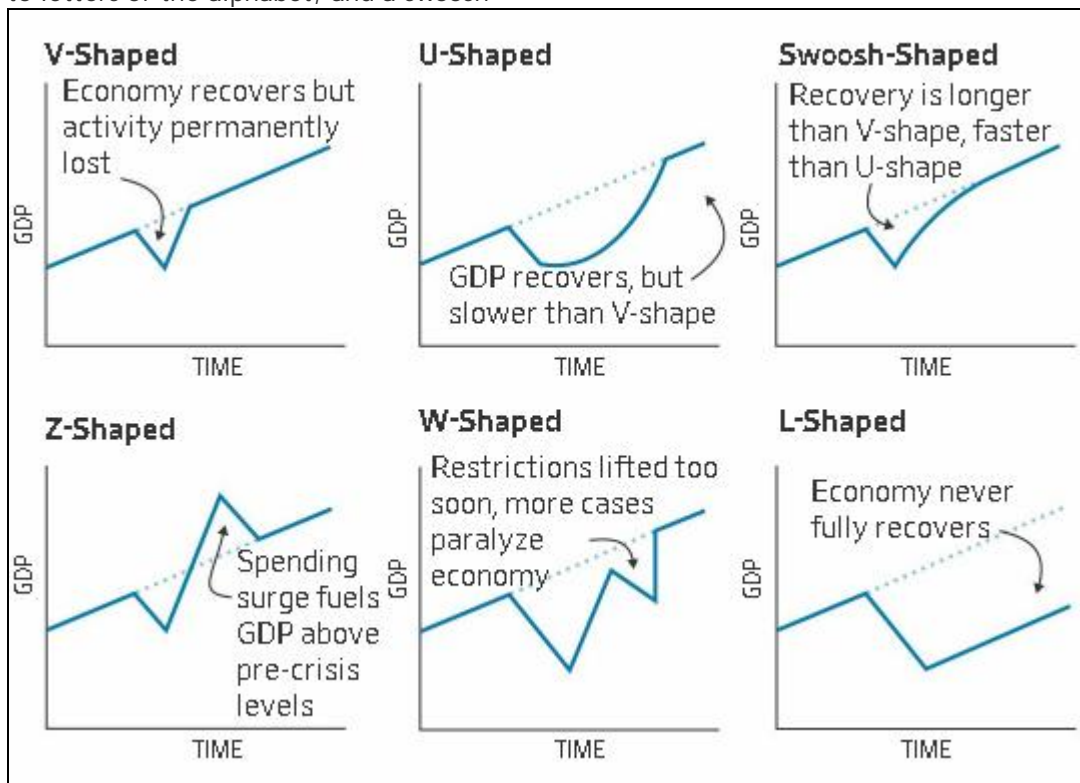 to letters of the alphabet, and a swoosh
V-Shaped
Economy recovers but
activity permanently
lost
GDP
TIME
U-Shaped
GDP
GDP recovers, but
slower than V-shape
TIME
Swoosh-Shaped
Recovery is longer
than V-shape, faster
than U-shape
GDP
TIME
Z-Shaped
GDP
Spending
surge fuels
GDP above
pre-crisis
levels
TIME
W-Shaped
Restrictions lifted too
soon, more cases
paralyze
economy
GDP
TIME
L-Shaped
Economy never
fully recovers
GDP
TIME